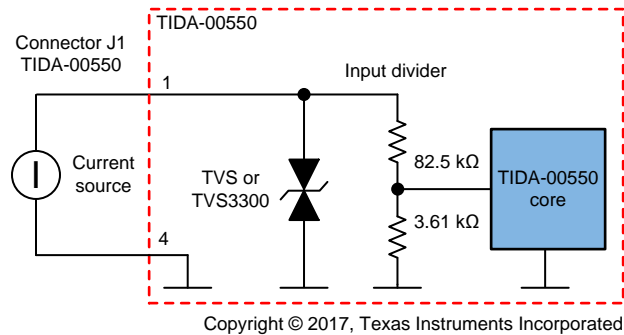 TIDA-00550
Connector J1
TIDA-00550
1
Input divider
I
Current
source
TVS or
TVS3300
82.5 kΩ
3.61 kΩ
TIDA-00550
core
4
Copyright © 2017, Texas Instruments Incorporated